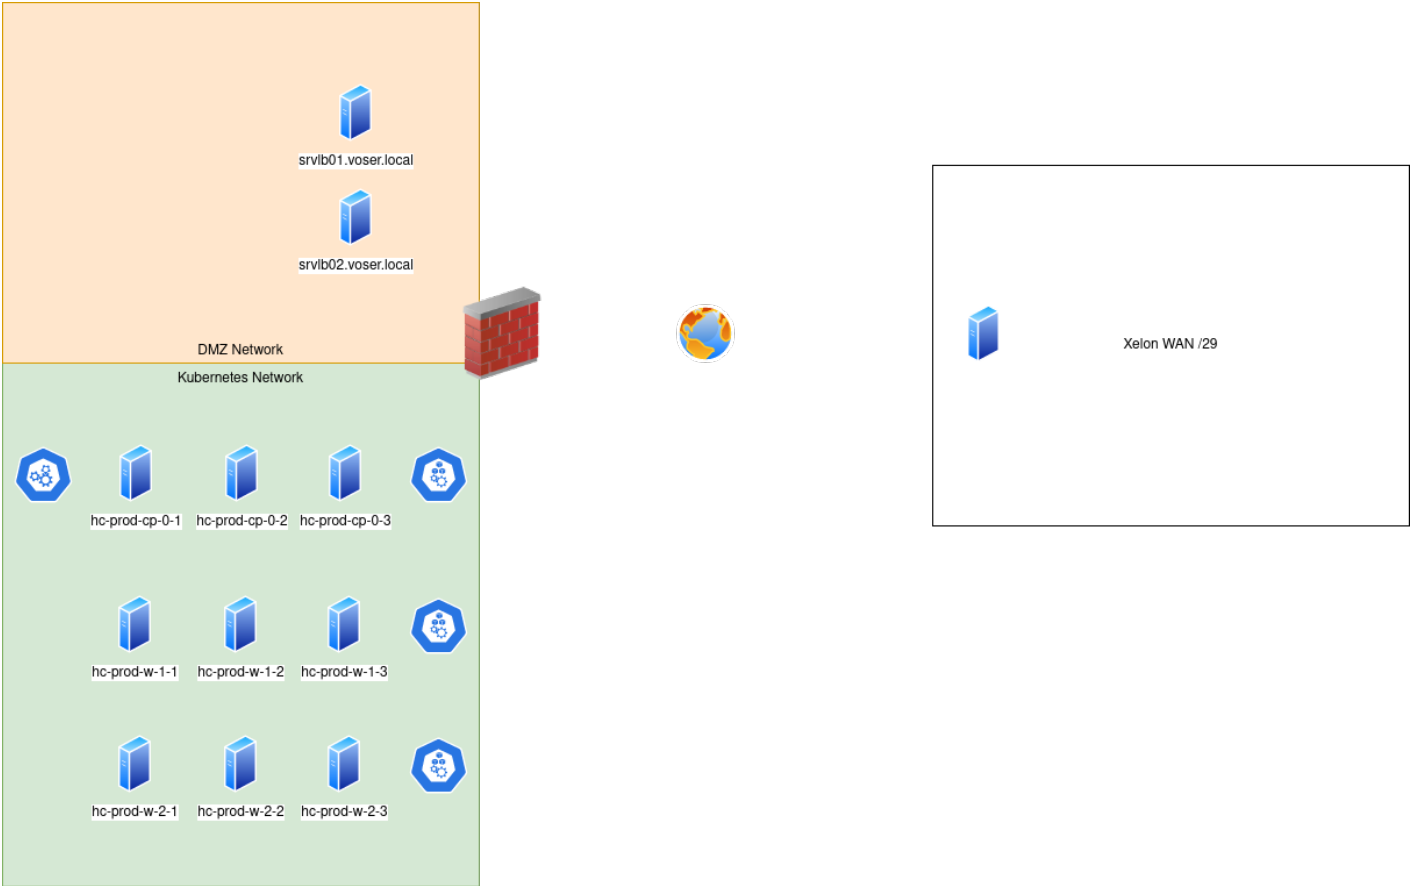 srvlb01.voser.local
srvlb02.voser.local
DMZ Network
Kubernetes Network
hc-prod-cp-0-1
hc-prod-cp-0-2
hc-prod-cp-0-3
hc-prod-w-1-1
hc-prod-w-1-2
hc-prod-w-1-3
hc-prod-w-2-1
hc-prod-w-2-2
hc-prod-w-2-3
Xelon WAN /29